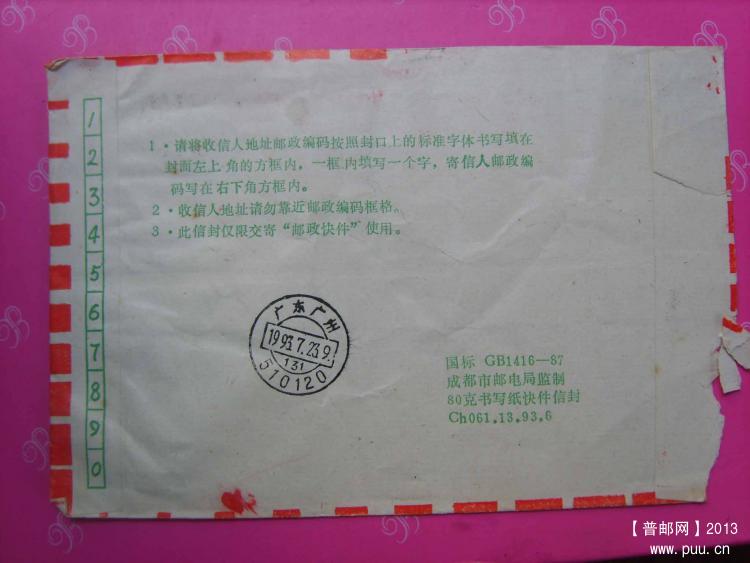 1
2
3
4
5
6
7
8
9
0
1·请将收信人地址邮政编码按照封口上的标准字体书写填在
封面左上角的方框内，一框内填写一个字，寄信人邮政编
码写在右下角方框内。
2·收信人地址请勿靠近邮政编码框格。
3·此信封仅限交寄“邮政快件”使用。
广东广州
1993.7.23.9
131
510120
国标 GB1416—87
成都市邮电局监制
80克书写纸快件信封
Ch061.13.93.6
【普邮网】2013
www.puu.cn